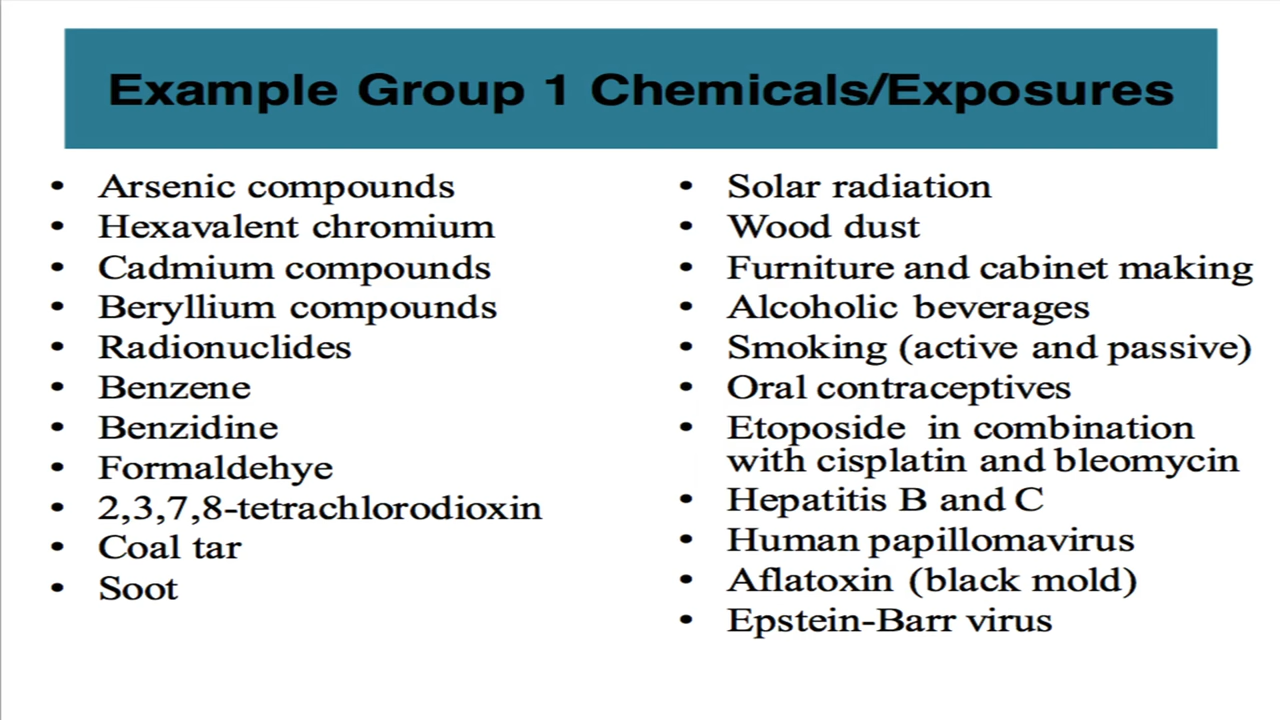 Example Group 1 Chemicals/Exposures
• Arsenic compounds
• Hexavalent chromium
• Cadmium compounds
• Beryllium compounds
• Radionuclides
• Benzene
• Benzidine
• Formaldehye
• 2,3,7,8-tetrachlorodioxin
• Coal tar
• Soot
• Solar radiation
• Wood dust
• Furniture and cabinet making
• Alcoholic beverages
• Smoking (active and passive)
• Oral contraceptives
• Etoposide in combination
with cisplatin and bleomycin
• Hepatitis B and C
• Human papillomavirus
• Aflatoxin (black mold)
• Epstein-Barr virus